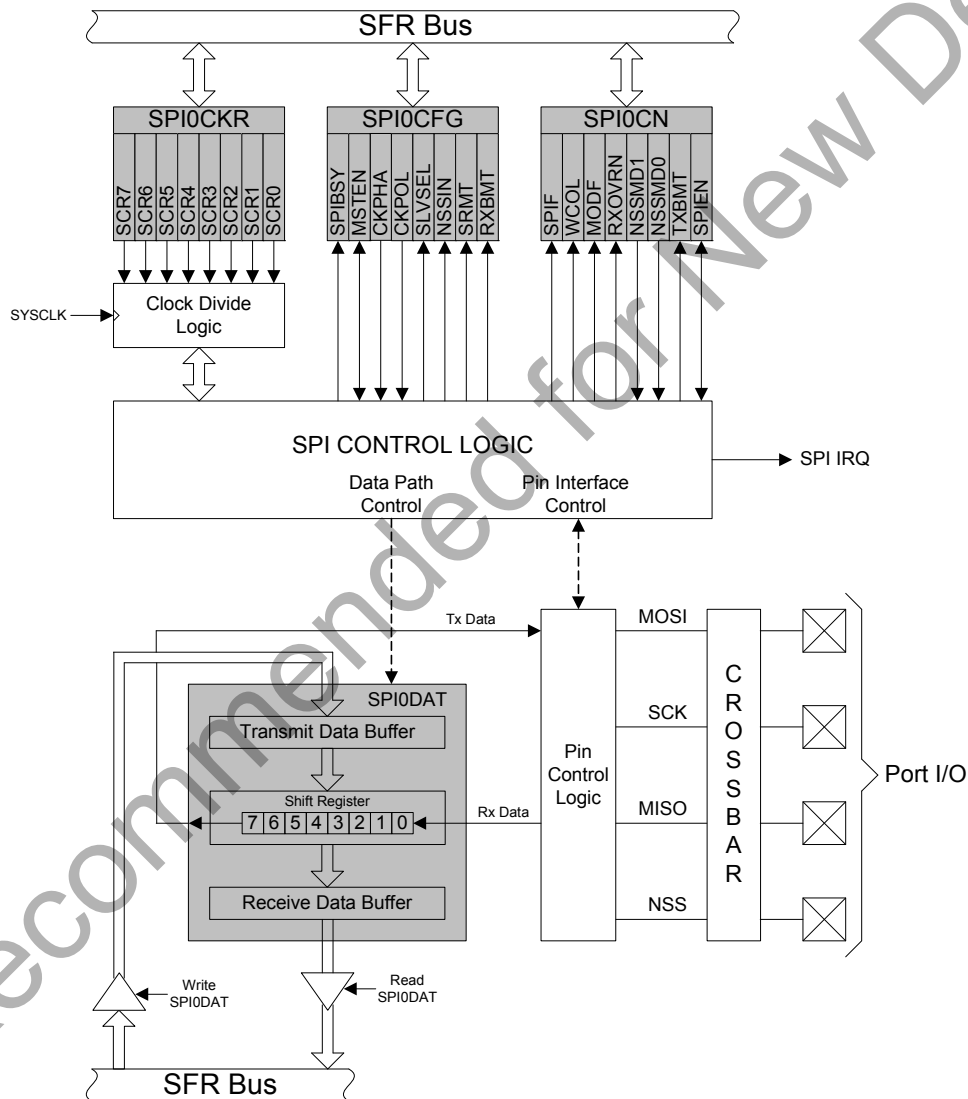 SFR Bus
SPI0CKR
SPI0CFG
SPI0CN
SCR7
SCR6
SCR5
SCR4
SCR3
SCR2
SCR1
SCR0
SPIBSY
MSTEN
CKPHA
CKPOL
SLVSEL
NSSIN
SRMT
RXBMT
SPIF
WCOL
MODF
RXOVRN
NSSMD1
NSSMD0
TXBMT
SPIEN
SYSCLK
Clock Divide
Logic
SPI CONTROL LOGIC
SPI IRQ
Data Path
Control
Pin Interface
Control
Tx Data
MOSI
SPI0DAT
Transmit Data Buffer
SCK
Shift Register
7 6 5 4 3 2 1 0
Rx Data
Pin
Control
Logic
MISO
CROSSBAR
Port I/O
Receive Data Buffer
NSS
Write
SPI0DAT
Read
SPI0DAT
SFR Bus
ecommended for New De